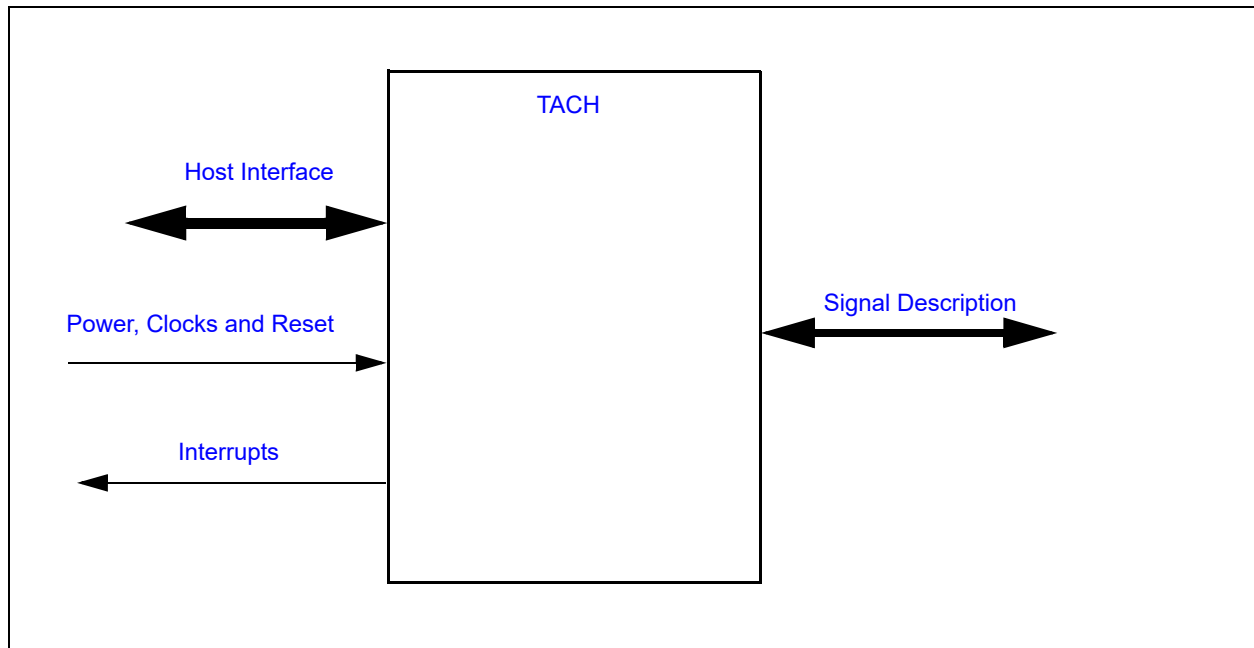 TACH
Host Interface
Signal Description
Power, Clocks and Reset
Interrupts